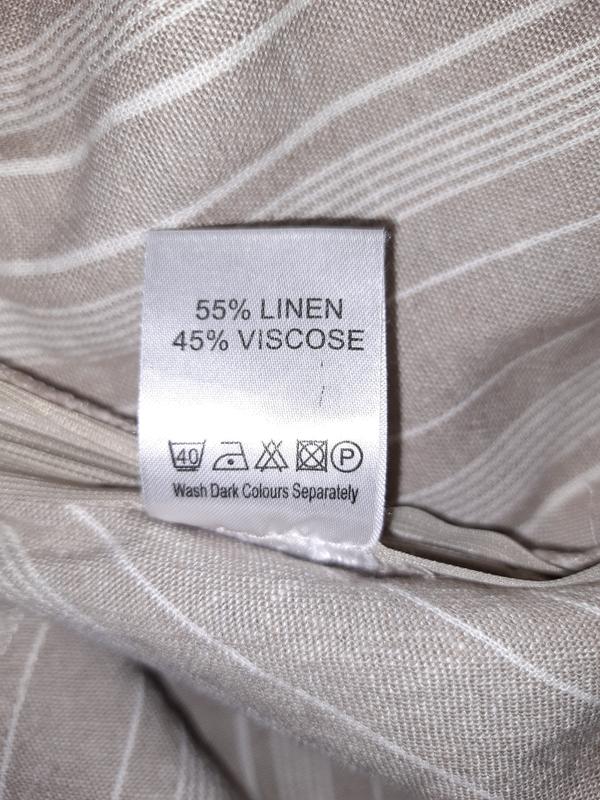 55% LINEN
45% VISCOSE
40 P
Wash Dark Colours Separately